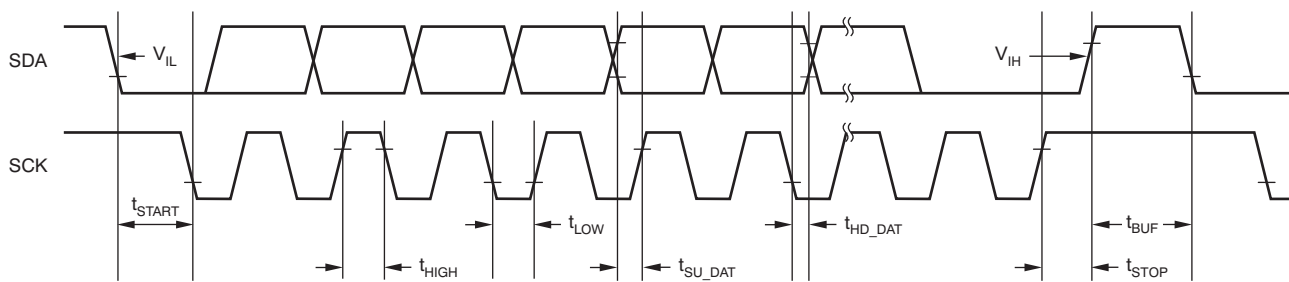 SDA
V_IL
V_IH
SCK
t_START
t_LOW
t_HD_DAT
t_BUF
t_HIGH
t_SU_DAT
t_STOP